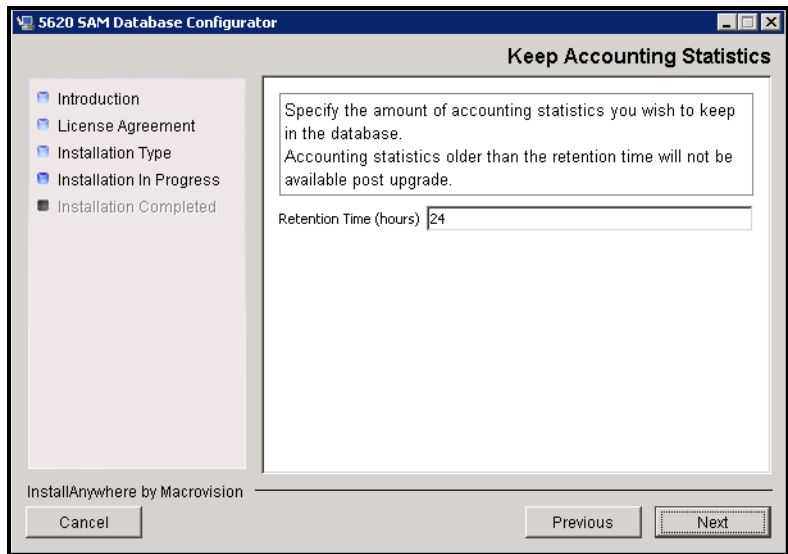 5620 SAM Database Configurator
Keep Accounting Statistics
Introduction
License Agreement
Installation Type
Installation In Progress
Installation Completed
Specify the amount of accounting statistics you wish to keep
in the database.
Accounting statistics older than the retention time will not be
available post upgrade.
Retention Time (hours) 24
InstallAnywhere by Macrovision
Cancel
Previous
Next